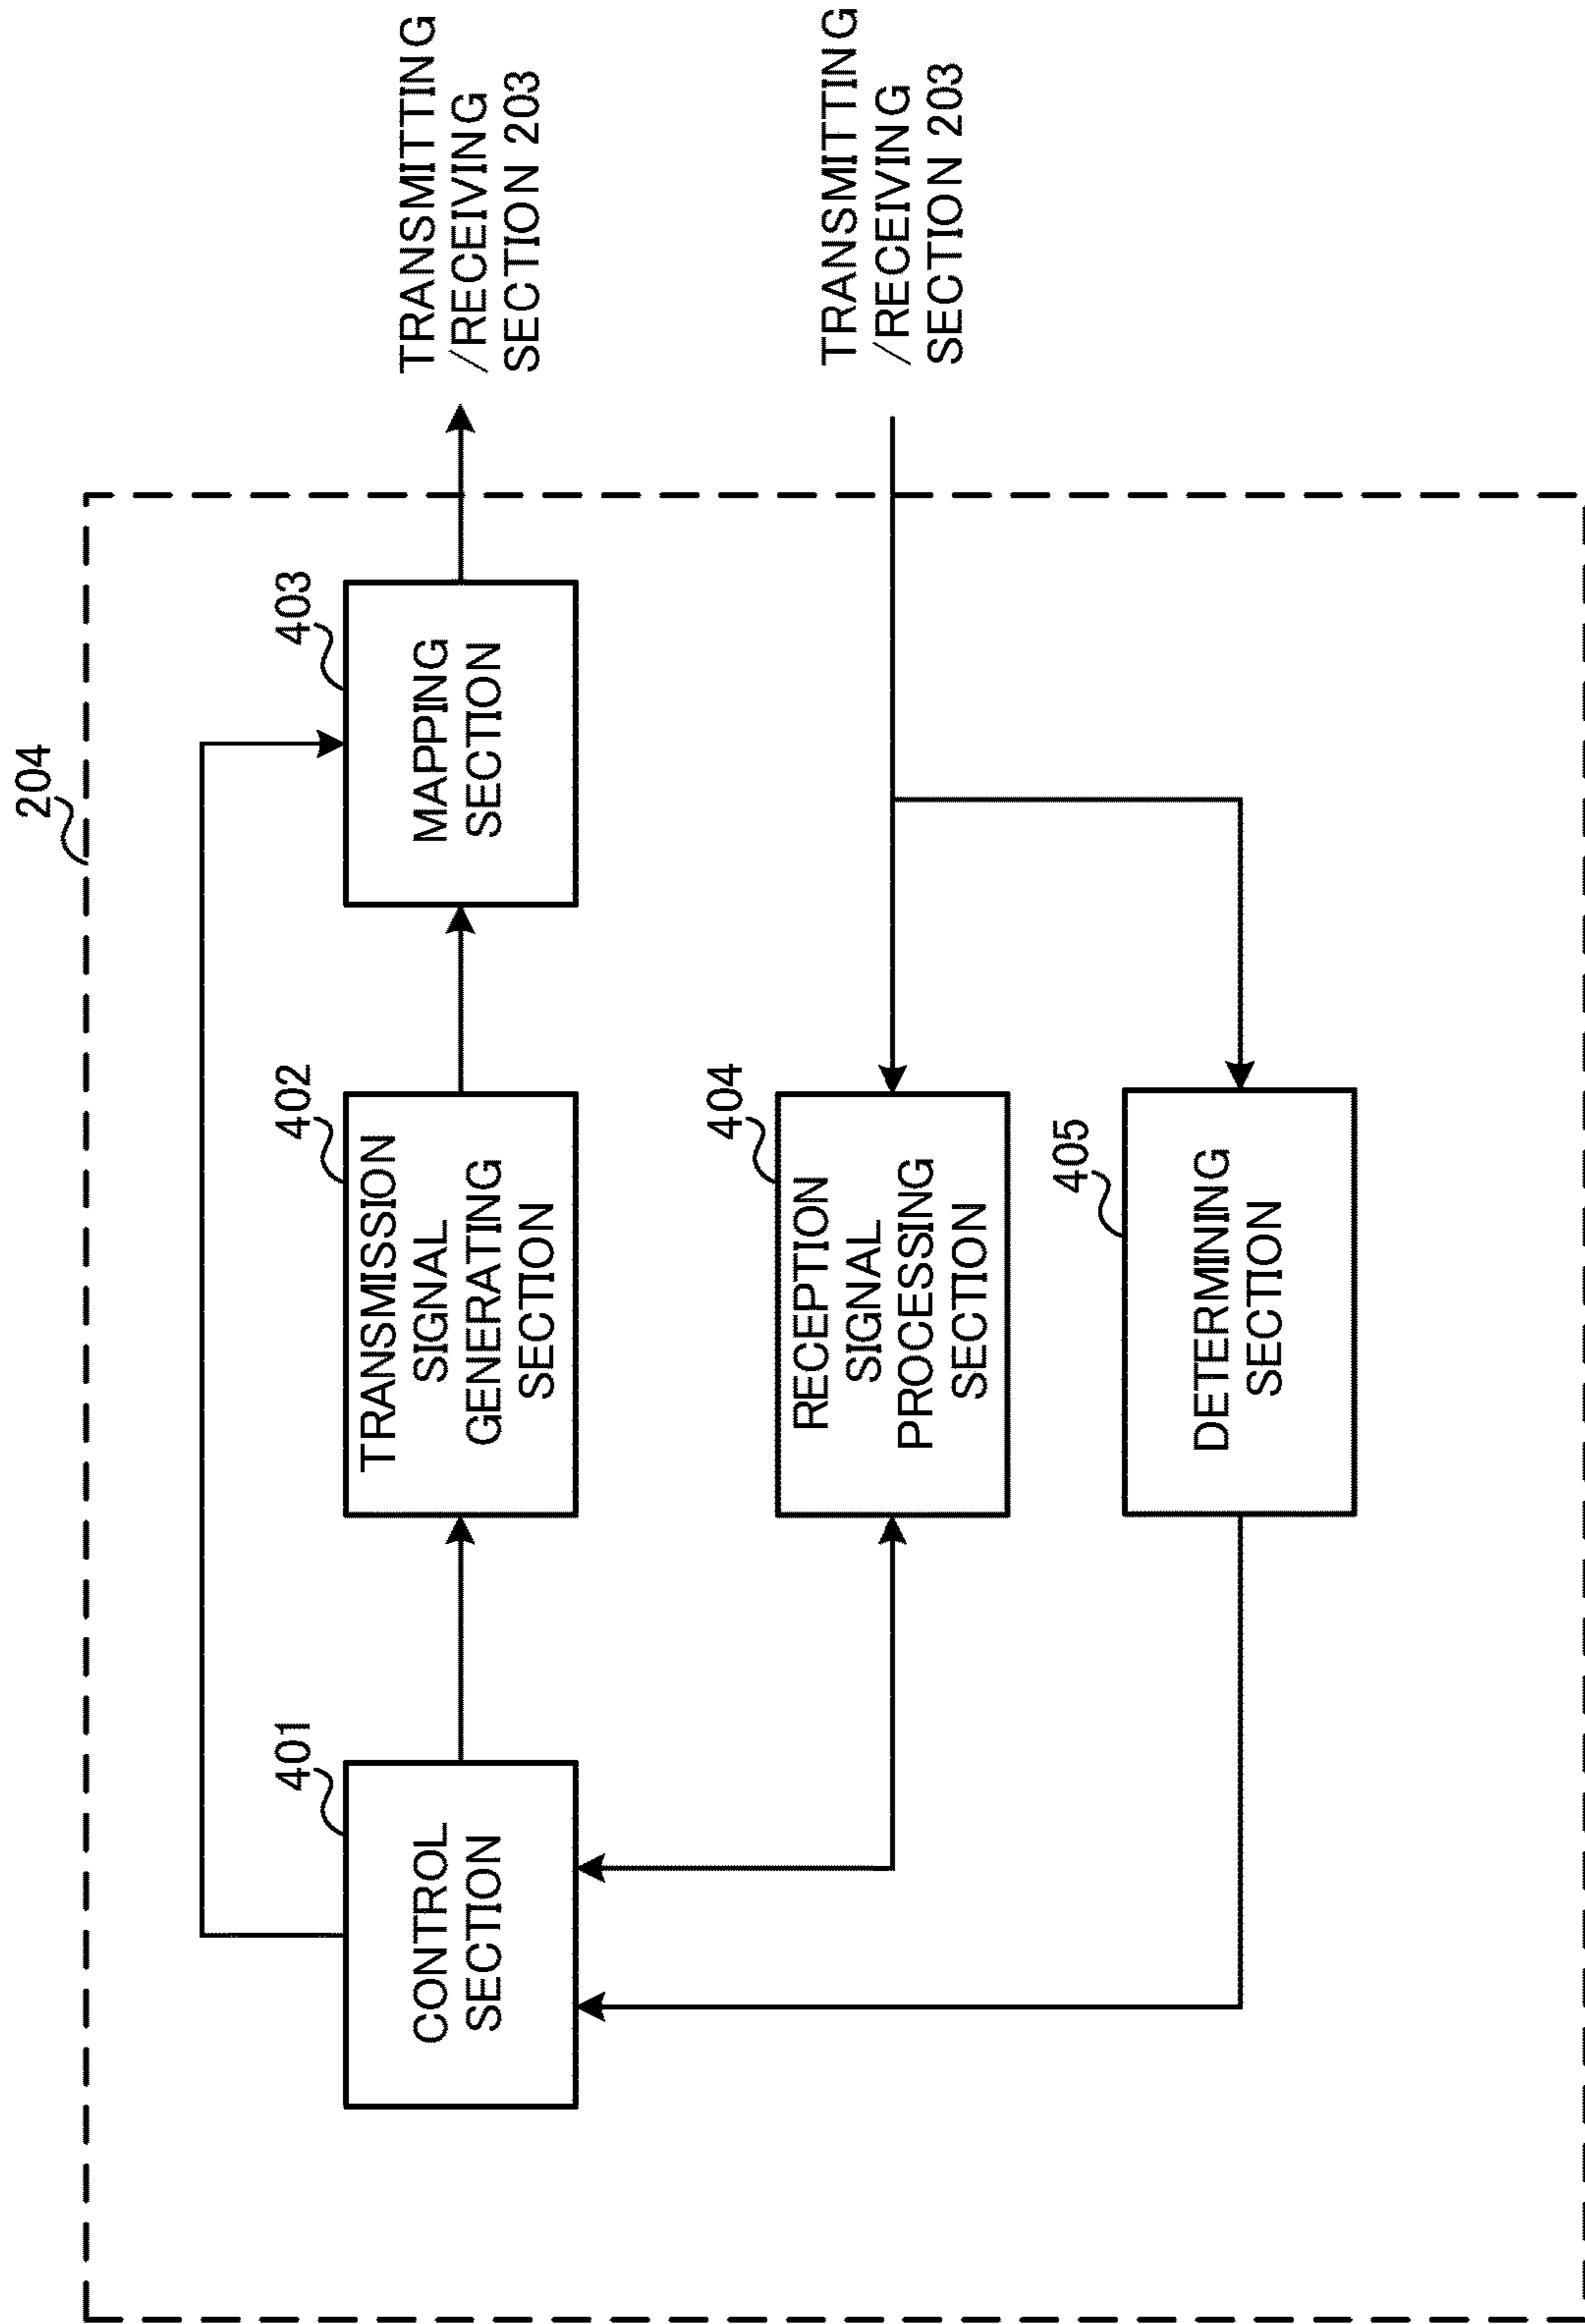 204
401
CONTROL
SECTION
402
TRANSMISSION
SIGNAL
GENERATING
SECTION
403
MAPPING
SECTION
TRANSMITTING
/RECEIVING
SECTION 203
404
RECEPTION
SIGNAL
PROCESSING
SECTION
TRANSMITTING
/RECEIVING
SECTION 203
405
DETERMINING
SECTION